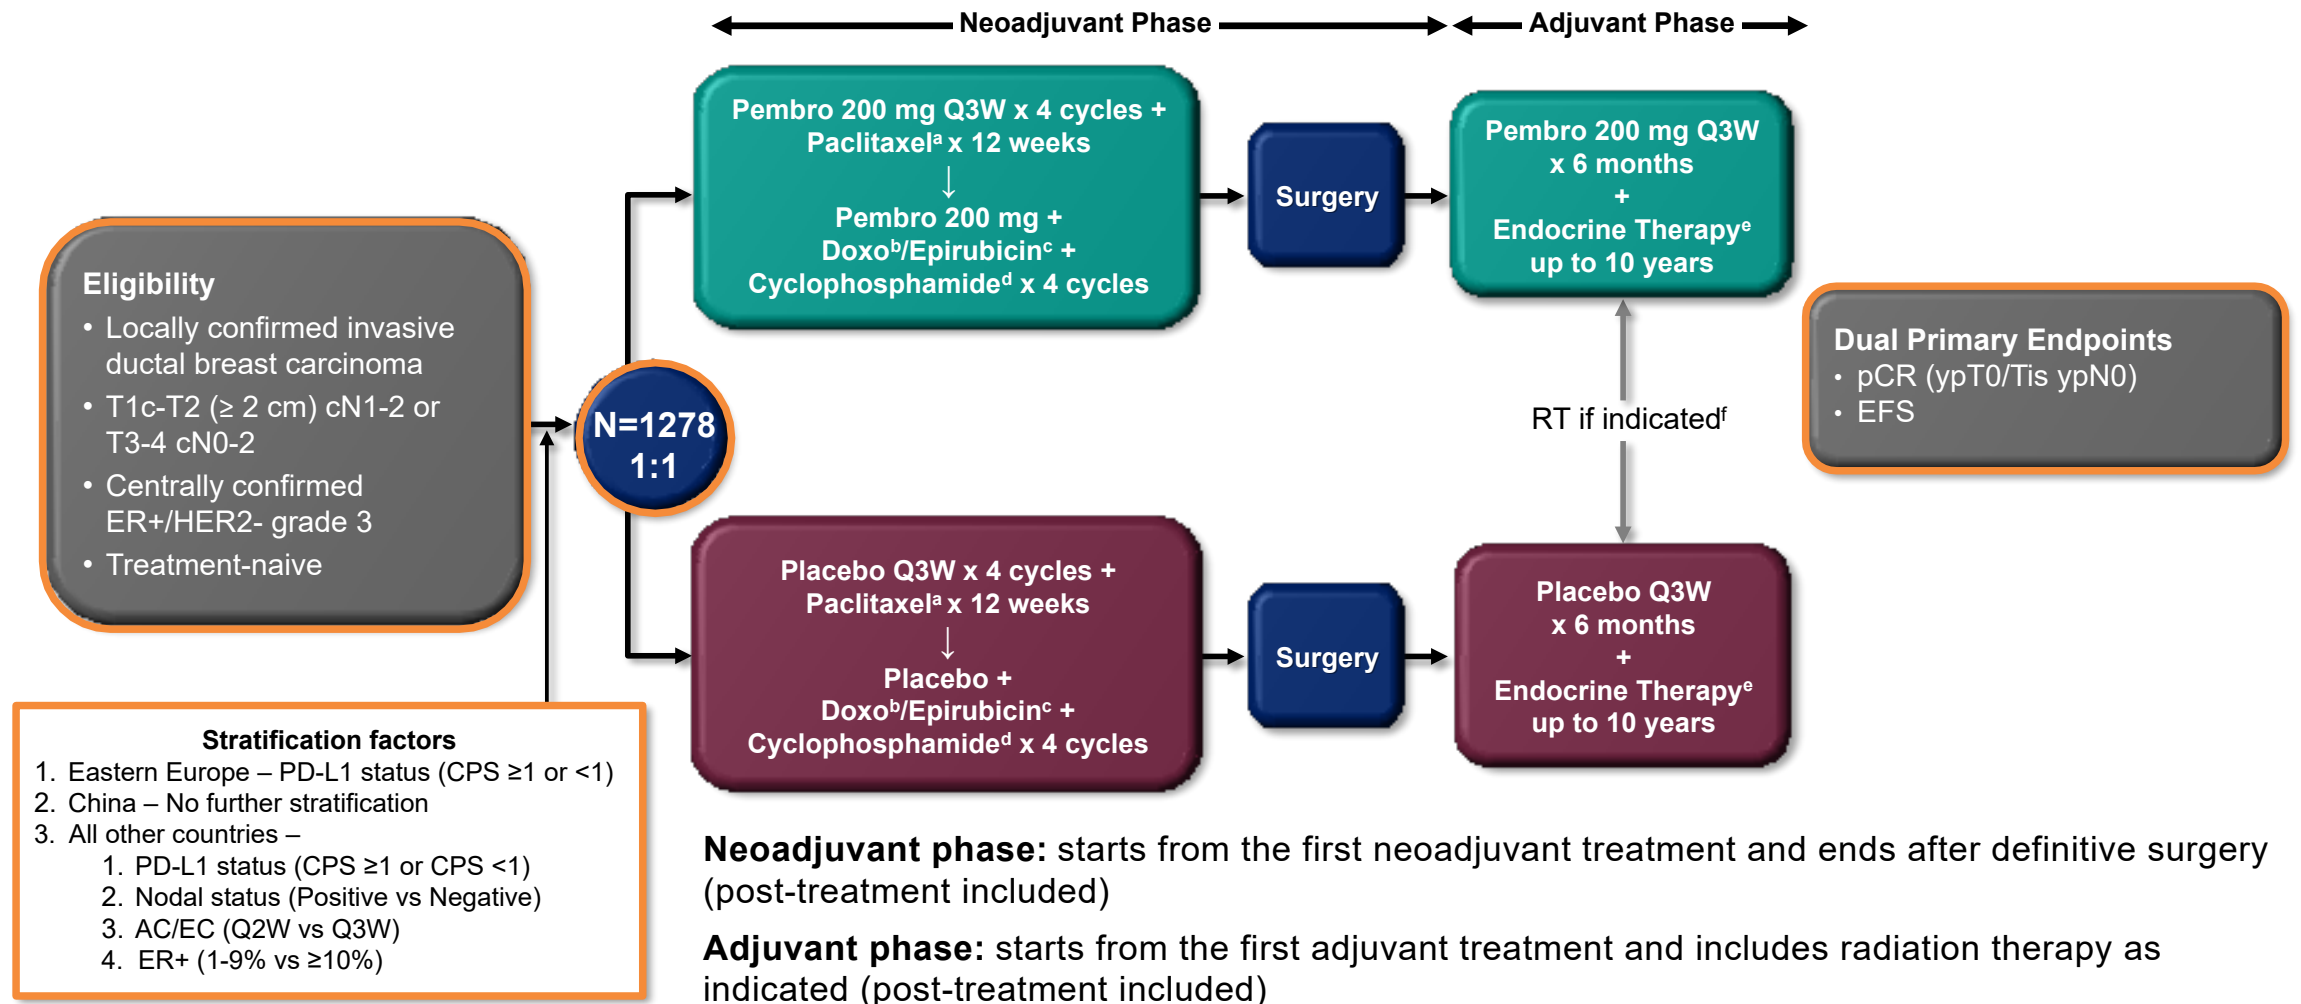 Neoadjuvant Phase
Adjuvant Phase
Eligibility
• Locally confirmed invasive
ductal breast carcinoma
• T1c-T2 (≥ 2 cm) cN1-2 or
T3-4 cN0-2
• Centrally confirmed
ER+/HER2- grade 3
• Treatment-naive
Stratification factors
1. Eastern Europe – PD-L1 status (CPS ≥1 or <1)
2. China – No further stratification
3. All other countries –
1. PD-L1 status (CPS ≥1 or CPS <1)
2. Nodal status (Positive vs Negative)
3. AC/EC (Q2W vs Q3W)
4. ER+ (1-9% vs ≥10%)
N=1278
1:1
Pembro 200 mg Q3W x 4 cycles +
Paclitaxelᵃ x 12 weeks
↓
Pembro 200 mg +
Doxoᵇ/Epirubicinᶜ +
Cyclophosphamideᵈ x 4 cycles
Surgery
Pembro 200 mg Q3W
x 6 months
+
Endocrine Therapyᵉ
up to 10 years
RT if indicatedᶠ
Placebo Q3W x 4 cycles +
Paclitaxelᵃ x 12 weeks
↓
Placebo +
Doxoᵇ/Epirubicinᶜ +
Cyclophosphamideᵈ x 4 cycles
Surgery
Placebo Q3W
x 6 months
+
Endocrine Therapyᵉ
up to 10 years
Dual Primary Endpoints
• pCR (ypT0/Tis ypN0)
• EFS
Neoadjuvant phase: starts from the first neoadjuvant treatment and ends after definitive surgery
(post-treatment included)
Adjuvant phase: starts from the first adjuvant treatment and includes radiation therapy as
indicated (post-treatment included)